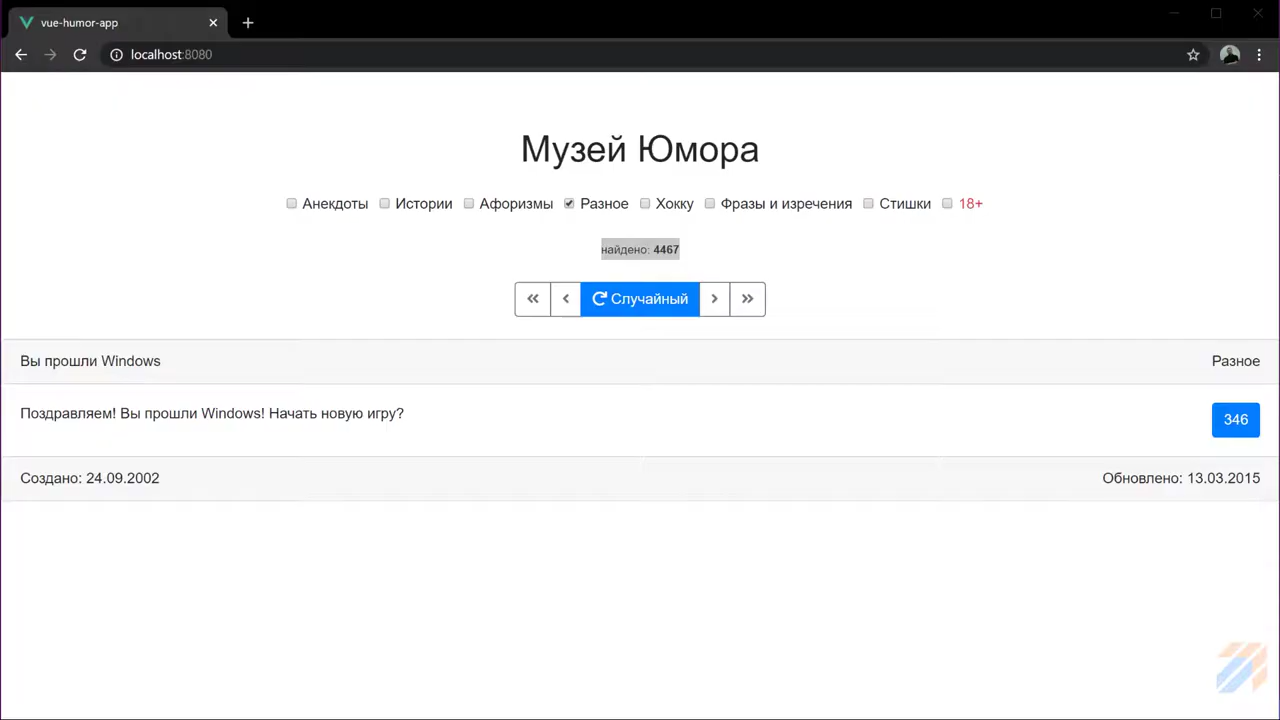 vue-humor-app
localhost:8080
Музей Юмора
Анекдоты Истории Афоризмы Разное Хокку Фразы и изречения Стишки 18+
найдено: 4467
Случайный
Вы прошли Windows Разное
Поздравляем! Вы прошли Windows! Начать новую игру? 346
Создано: 24.09.2002 Обновлено: 13.03.2015